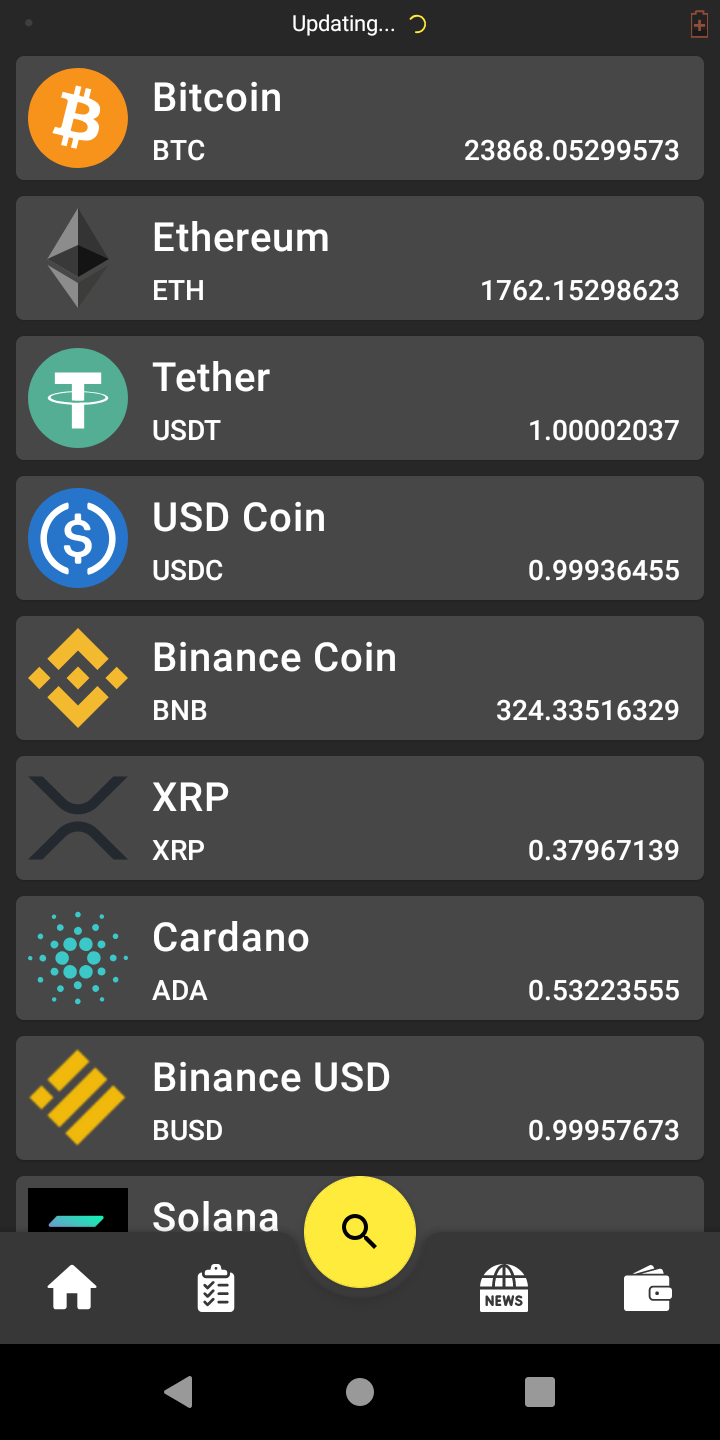 Updating...
Bitcoin
BTC 23868.05299573
Ethereum
ETH 1762.15298623
Tether
USDT 1.00002037
USD Coin
USDC 0.99936455
Binance Coin
BNB 324.33516329
XRP
XRP 0.37967139
Cardano
ADA 0.53223555
Binance USD
BUSD 0.99957673
Solana
NEWS